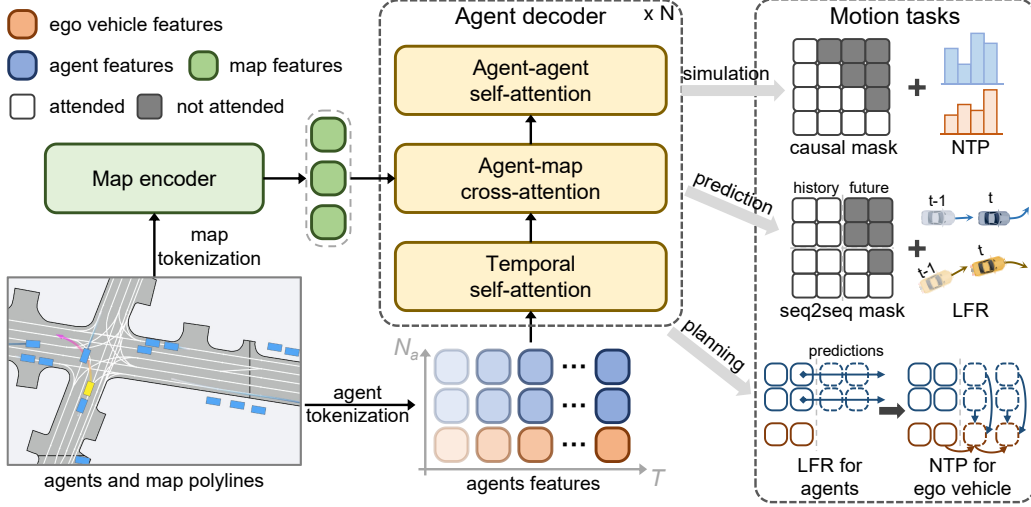 ego vehicle features
agent features
map features
attended
not attended
Map encoder
map
tokenization
agents and map polylines
agent
tokenization
Agent decoder
x N
Agent-agent
self-attention
Agent-map
cross-attention
Temporal
self-attention
N_a
...
...
...
T
agents features
simulation
prediction
planning
Motion tasks
+
causal mask
NTP
history
future
t-1
t
+
t-1
t
seq2seq mask
LFR
predictions
LFR for
agents
NTP for
ego vehicle